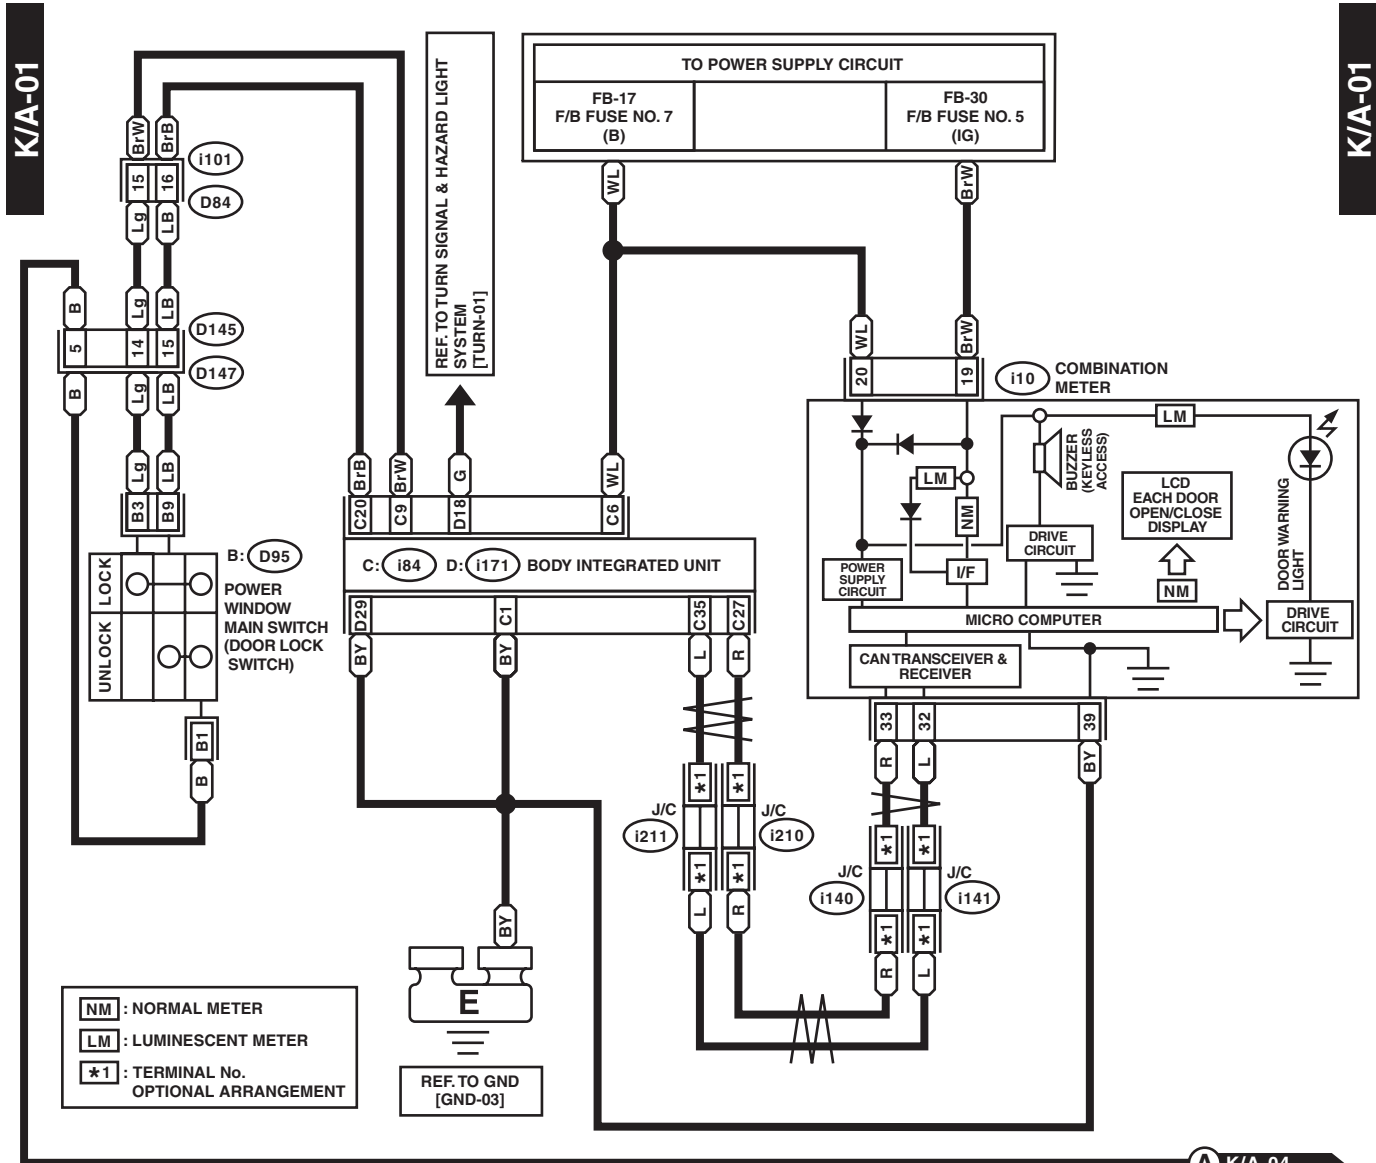 K/A-01
K/A-01
TO POWER SUPPLY CIRCUIT
FB-17
F/B FUSE NO. 7
(B)
FB-30
F/B FUSE NO. 5
(IG)
REF. TO TURN SIGNAL & HAZARD LIGHT
SYSTEM
[TURN-01]
BrW
BrB
15
16
i101
D84
Lg
LB
WL
BrW
B
Lg
LB
5
14
15
D145
D147
B
Lg
LB
Lg
LB
B3
B9
WL
BrW
20
19
i10
COMBINATION
METER
BrB
BrW
G
WL
C20
C9
D18
C6
B:
D95
LOCK
UNLOCK
POWER
WINDOW
MAIN SWITCH
(DOOR LOCK
SWITCH)
B1
B
C:
i84
D:
i171
BODY INTEGRATED UNIT
D29
C1
C35
C27
BY
BY
L
R
LM
LM
NM
BUZZER
(KEYLESS
ACCESS)
LCD
EACH DOOR
OPEN/CLOSE
DISPLAY
NM
DOOR WARNING
LIGHT
DRIVE
CIRCUIT
POWER
SUPPLY
CIRCUIT
I/F
MICRO COMPUTER
DRIVE
CIRCUIT
CAN TRANSCEIVER &
RECEIVER
33
32
39
R
L
BY
*1
*1
J/C
i211
J/C
i210
*1
*1
L
R
*1
*1
J/C
i140
J/C
i141
*1
*1
R
L
BY
E
REF. TO GND
[GND-03]
NM : NORMAL METER
LM : LUMINESCENT METER
*1 : TERMINAL No.
OPTIONAL ARRANGEMENT
A K/A-04